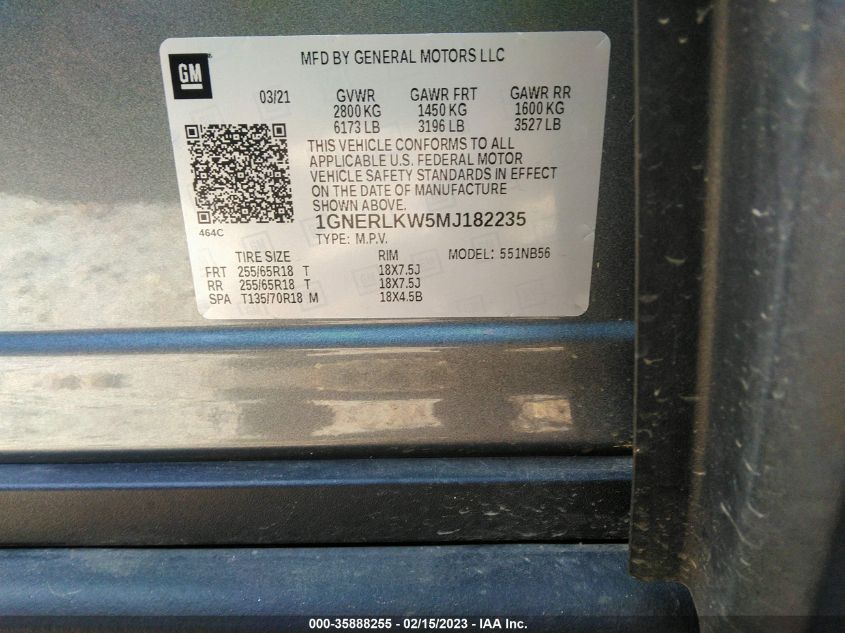 GM
MFD BY GENERAL MOTORS LLC
03/21 GVWR GAWR FRT GAWR RR
2800 KG 1450 KG 1600 KG
6173 LB 3196 LB 3527 LB
THIS VEHICLE CONFORMS TO ALL
APPLICABLE U.S. FEDERAL MOTOR
VEHICLE SAFETY STANDARDS IN EFFECT
ON THE DATE OF MANUFACTURE
SHOWN ABOVE.
464C
1GNERLKW5MJ182235
TYPE: M.P.V.
TIRE SIZE RIM MODEL: 551NB56
FRT 255/65R18 T 18X7.5J
RR 255/65R18 T 18X7.5J
SPA T135/70R18 M 18X4.5B
000-35888255 - 02/15/2023 - IAA Inc.